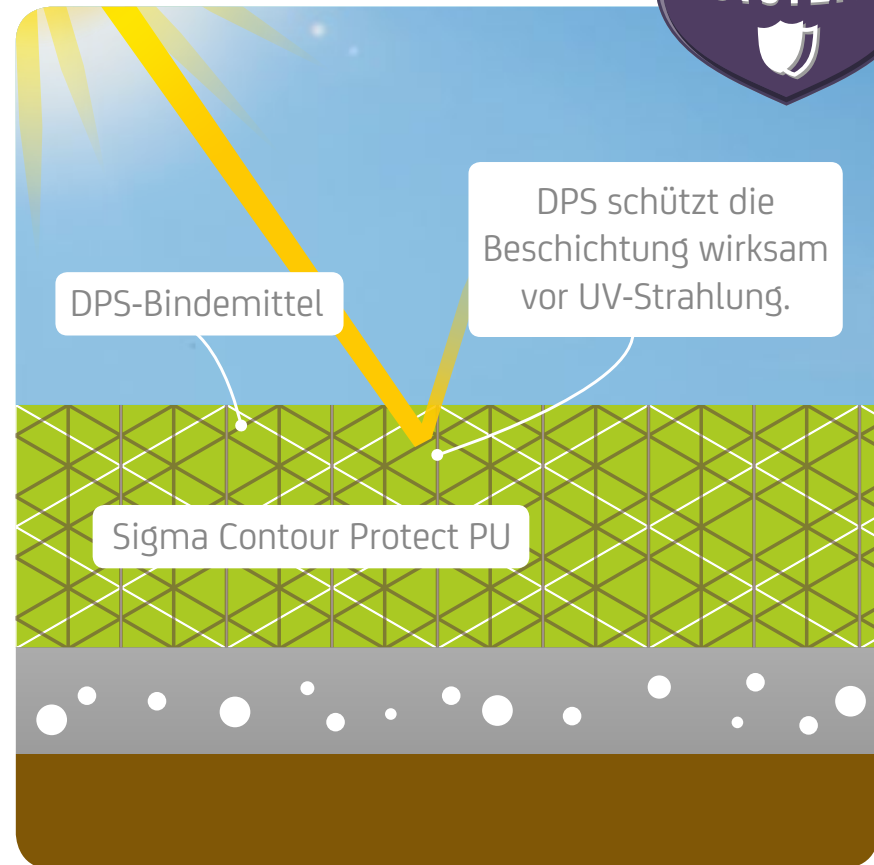 DPS schützt die
Beschichtung wirksam
vor UV-Strahlung.
DPS-Bindemittel
Sigma Contour Protect PU